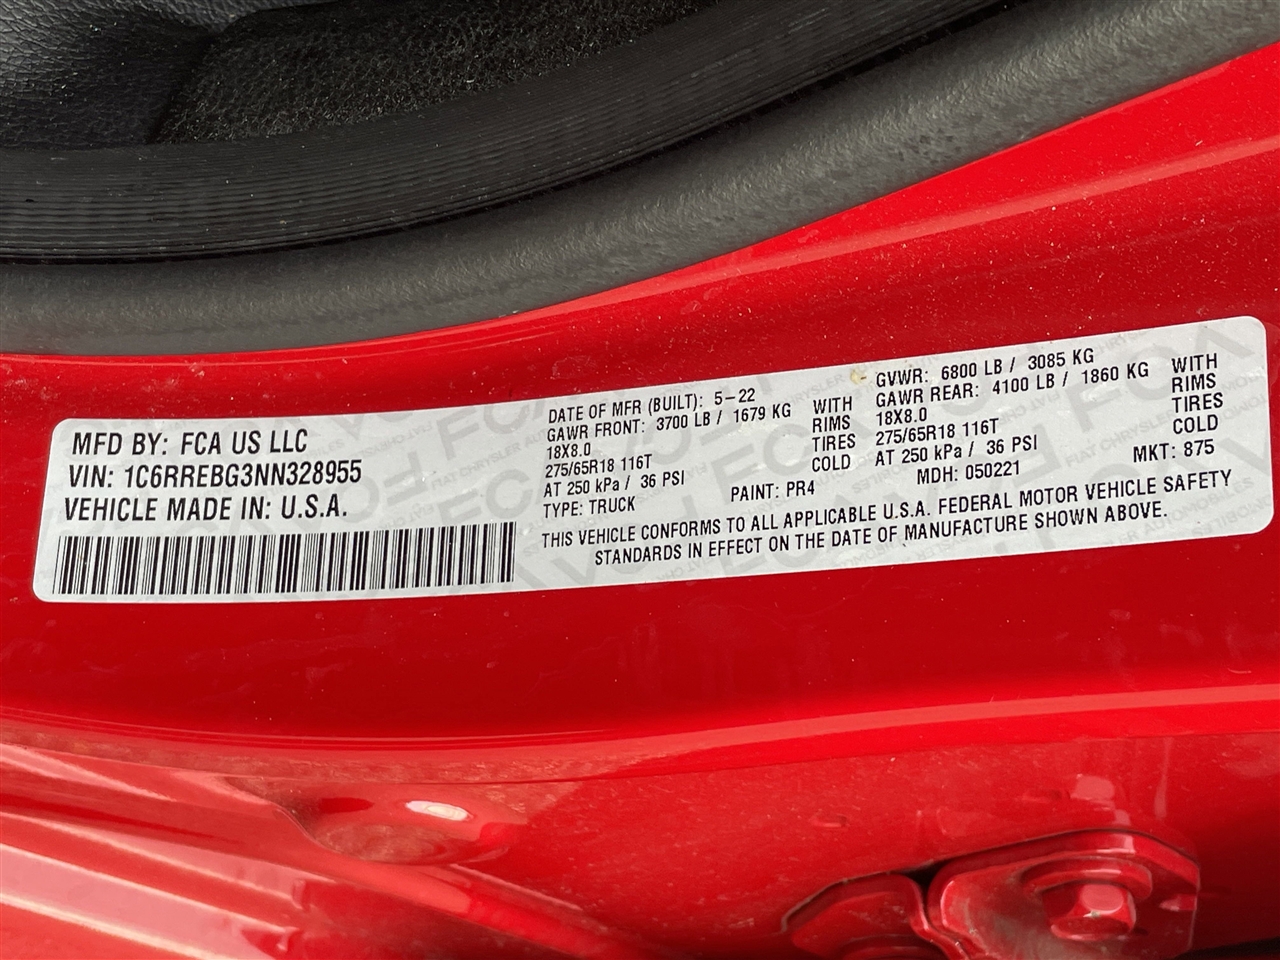 MFD BY: FCA US LLC
VIN: 1C6RREBG3NN328955
VEHICLE MADE IN: U.S.A.
DATE OF MFR (BUILT): 5-22
GAWR FRONT: 3700 LB / 1679 KG WITH
18X8.0 RIMS
275/65R18 116T TIRES
AT 250 kPa / 36 PSI COLD
TYPE: TRUCK PAINT: PR4
GVWR: 6800 LB / 3085 KG
GAWR REAR: 4100 LB / 1860 KG WITH
18X8.0 RIMS
275/65R18 116T TIRES
AT 250 kPa / 36 PSI COLD
MDH: 050221 MKT: 875
THIS VEHICLE CONFORMS TO ALL APPLICABLE U.S.A. FEDERAL MOTOR VEHICLE SAFETY
STANDARDS IN EFFECT ON THE DATE OF MANUFACTURE SHOWN ABOVE.